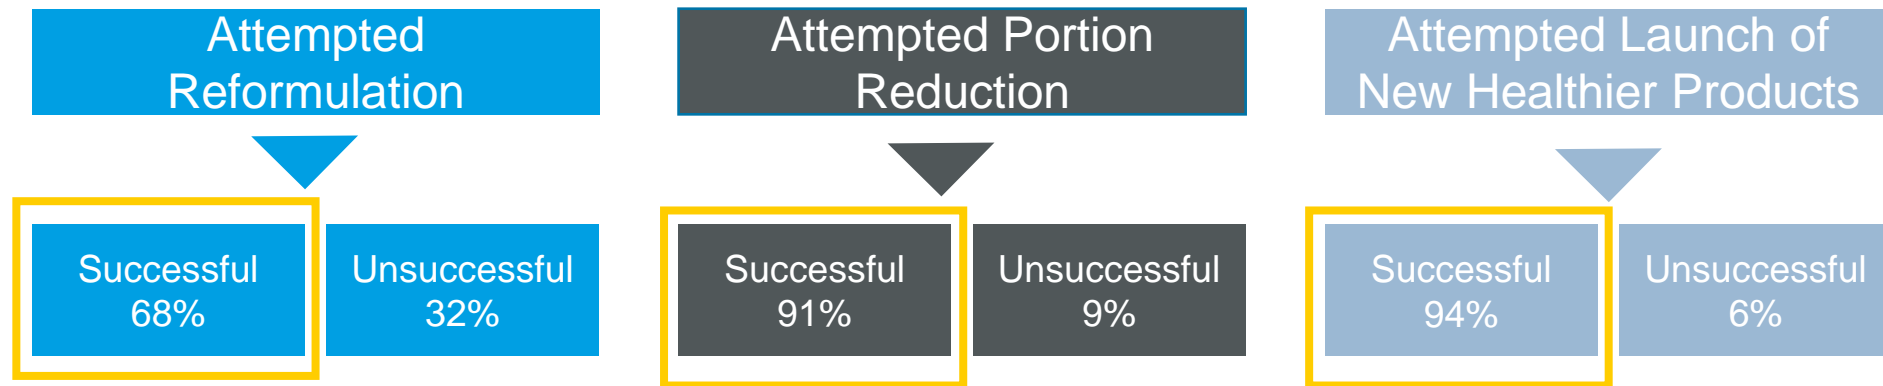 Attempted
Reformulation
Attempted Portion
Reduction
Attempted Launch of
New Healthier Products
Successful
68%
Unsuccessful
32%
Successful
91%
Unsuccessful
9%
Successful
94%
Unsuccessful
6%